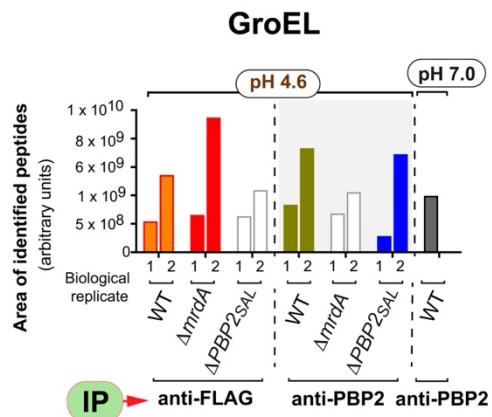 GroEL
pH 4.6
pH 7.0
Area of identified peptides
(arbitrary units)
1 x 10¹⁰
8 x 10⁹
6 x 10⁹
1 x 10⁹
5 x 10⁸
0
Biological replicate
1 2 1 2 1 2 1 2 1 2 1 2 1
WT
ΔmrdA
ΔPBP2SAL
WT
ΔmrdA
ΔPBP2SAL
WT
IP
anti-FLAG
anti-PBP2
anti-PBP2